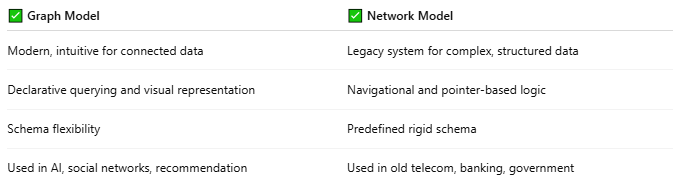 ✅ Graph Model ✅ Network Model
Modern, intuitive for connected data Legacy system for complex, structured data
Declarative querying and visual representation Navigational and pointer-based logic
Schema flexibility Predefined rigid schema
Used in AI, social networks, recommendation Used in old telecom, banking, government